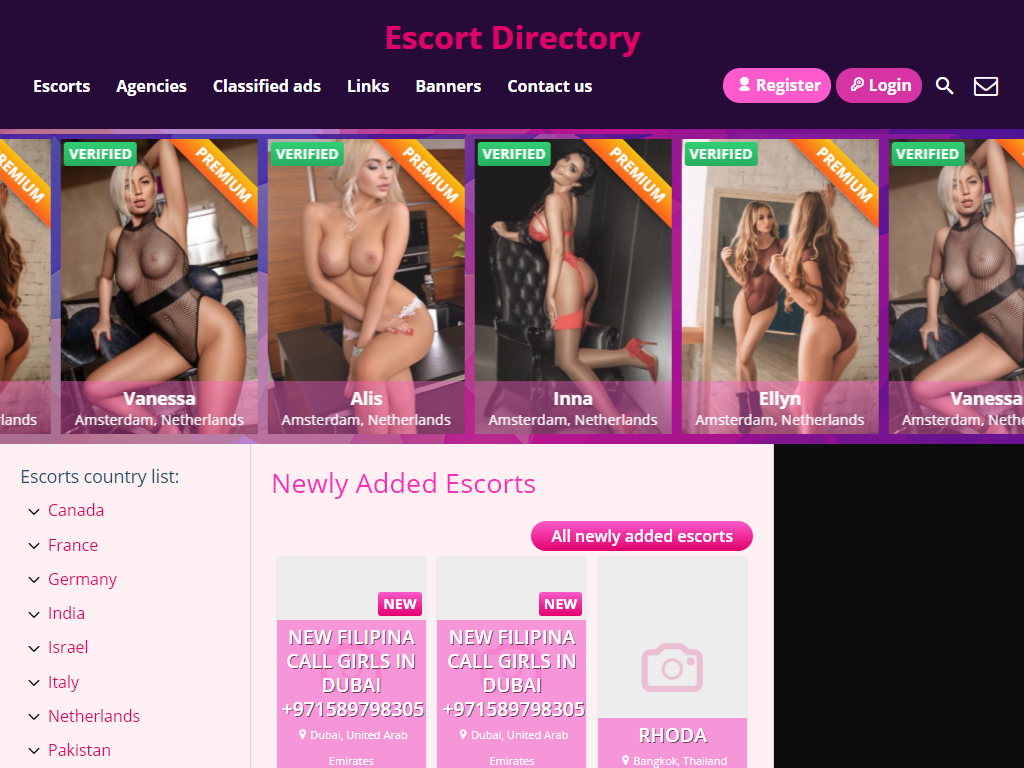 Escort Directory
Escorts
Agencies
Classified ads
Links
Banners
Contact us
Register
Login
VERIFIED
PREMIUM
VERIFIED
PREMIUM
VERIFIED
PREMIUM
VERIFIED
PREMIUM
VERIFIED
Vanessa
Alis
Inna
Ellyn
Vanessa
Amsterdam, Netherlands
Amsterdam, Netherlands
Amsterdam, Netherlands
Amsterdam, Netherlands
Escorts country list:
Canada
France
Germany
India
Israel
Italy
Netherlands
Pakistan
Newly Added Escorts
All newly added escorts
NEW
NEW FILIPINA
CALL GIRLS IN
DUBAI
+971589798305
Dubai, United Arab
Emirates
NEW
NEW FILIPINA
CALL GIRLS IN
DUBAI
+971589798305
Dubai, United Arab
Emirates
RHODA
Bangkok, Thailand